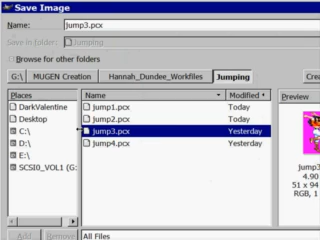 Save Image
Name: jump3.pcx
Save in folder: Jumping
Browse for other folders
G:\ MUGEN Creation Hannah_Dundee_Workfiles Jumping Crea
Places Name Modified Preview
DarkValentine jump1.pcx Today
Desktop jump2.pcx Today
C:\ jump3.pcx Yesterday
D:\ jump4.pcx Yesterday
E:\
SCSI0_VOL1 (G:
jump3
4.90
51 x 94
RGB, 1
Add Remove All Files